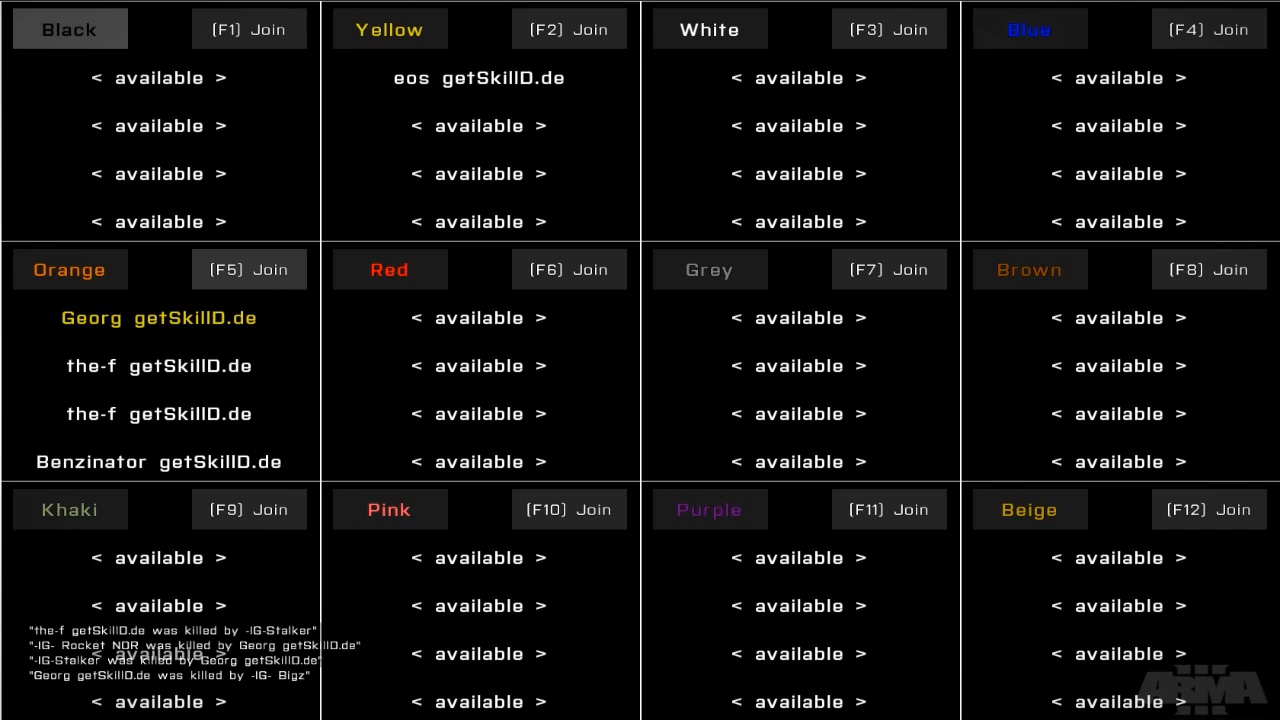 Black (F1) Join Yellow (F2) Join White (F3) Join Blue (F4) Join
< available > eos getSkillD.de < available > < available >
< available > < available > < available > < available >
< available > < available > < available > < available >
< available > < available > < available > < available >
Orange (F5) Join Red (F6) Join Grey (F7) Join Brown (F8) Join
Georg getSkillD.de < available > < available > < available >
the-f getSkillD.de < available > < available > < available >
the-f getSkillD.de < available > < available > < available >
Benzinator getSkillD.de < available > < available > < available >
Khaki (F9) Join Pink (F10) Join Purple (F11) Join Beige (F12) Join
< available > < available > < available > < available >
< available > < available > < available > < available >
"the-f getSkillD.de was killed by -IG-Stalker"
"-IG- Rocket NOR was killed by Georg getSkillD.de"
< available > < available > < available > < available >
"-IG-Stalker was killed by Georg getSkillD.de"
"Georg getSkillD.de was killed by -IG- Bigz"
< available > < available > < available > < available >
ARMA III